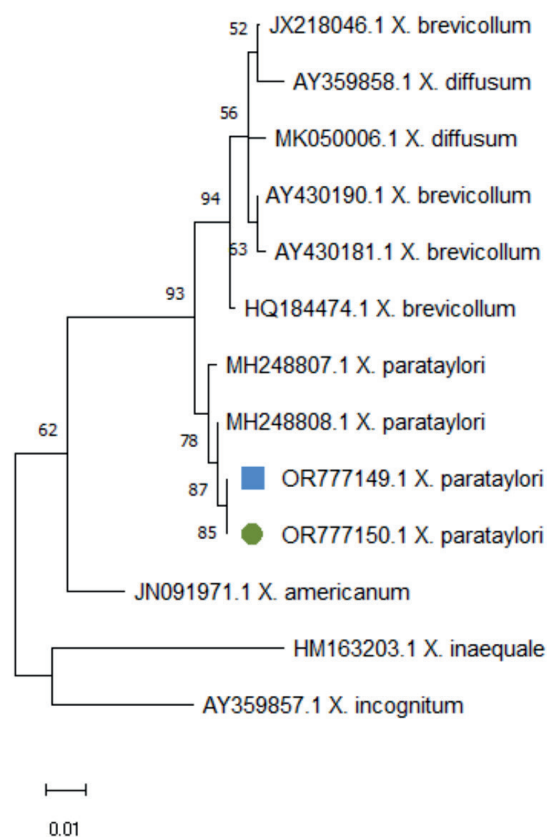 52
JX218046.1 X. brevicollum
AY359858.1 X. diffusum
56
MK050006.1 X. diffusum
94
AY430190.1 X. brevicollum
63
AY430181.1 X. brevicollum
93
HQ184474.1 X. brevicollum
MH248807.1 X. parataylori
62
78
MH248808.1 X. parataylori
87
OR777149.1 X. parataylori
85
OR777150.1 X. parataylori
JN091971.1 X. americanum
HM163203.1 X. inaequale
AY359857.1 X. incognitum
0.01